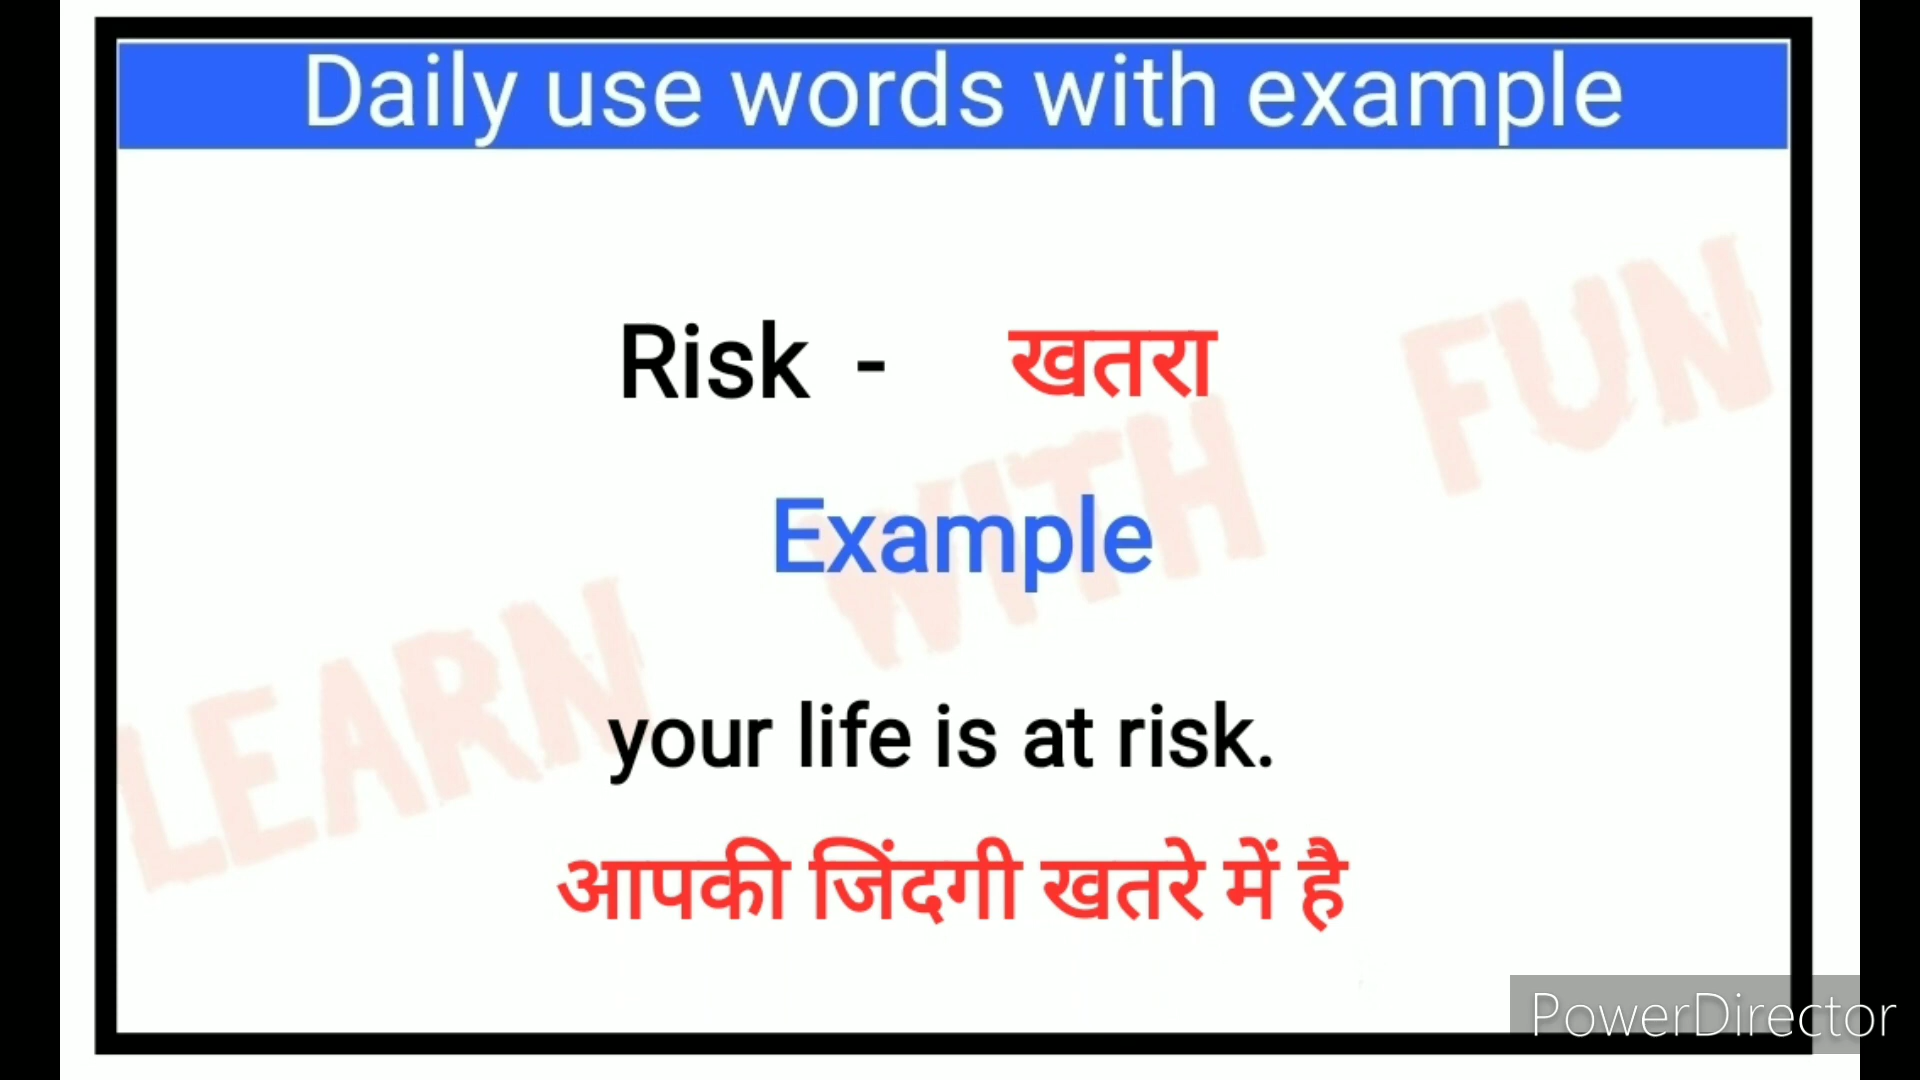 Daily use words with example
Risk - खतरा
Example
your life is at risk.
आपकी जिंदगी खतरे में है
LEARN WITH FUN
PowerDirector